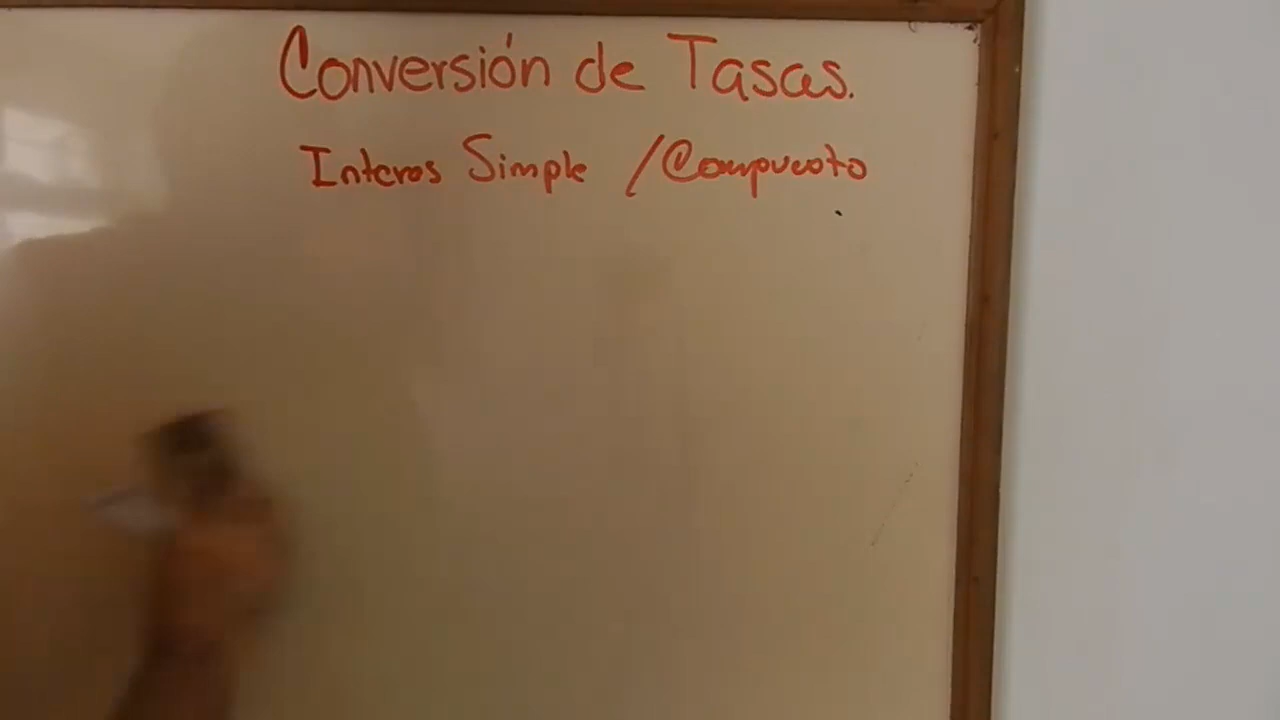 Conversión de Tasas.
Interes Simple / Compuesto